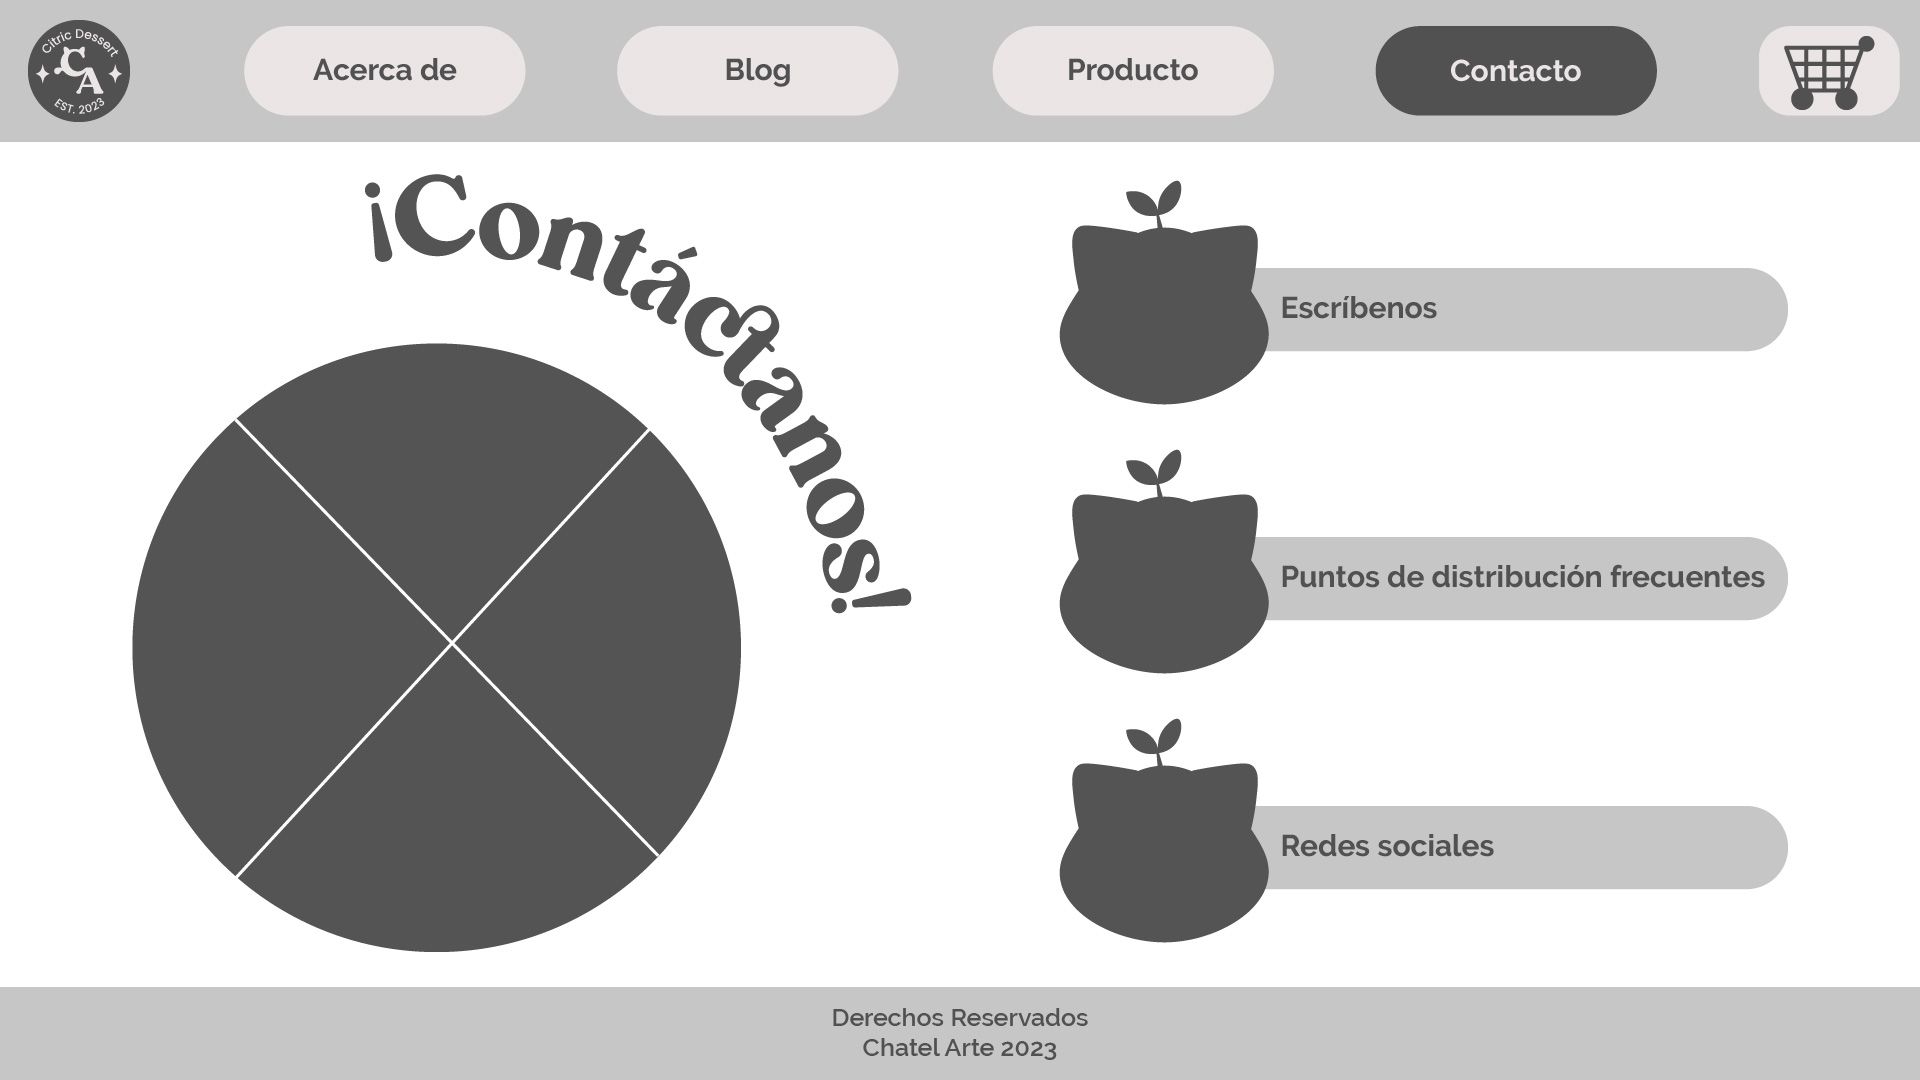 Citric Dessert
CA
EST. 2023
Acerca de
Blog
Producto
Contacto
¡Contáctanos!
Escríbenos
Puntos de distribución frecuentes
Redes sociales
Derechos Reservados
Chatel Arte 2023